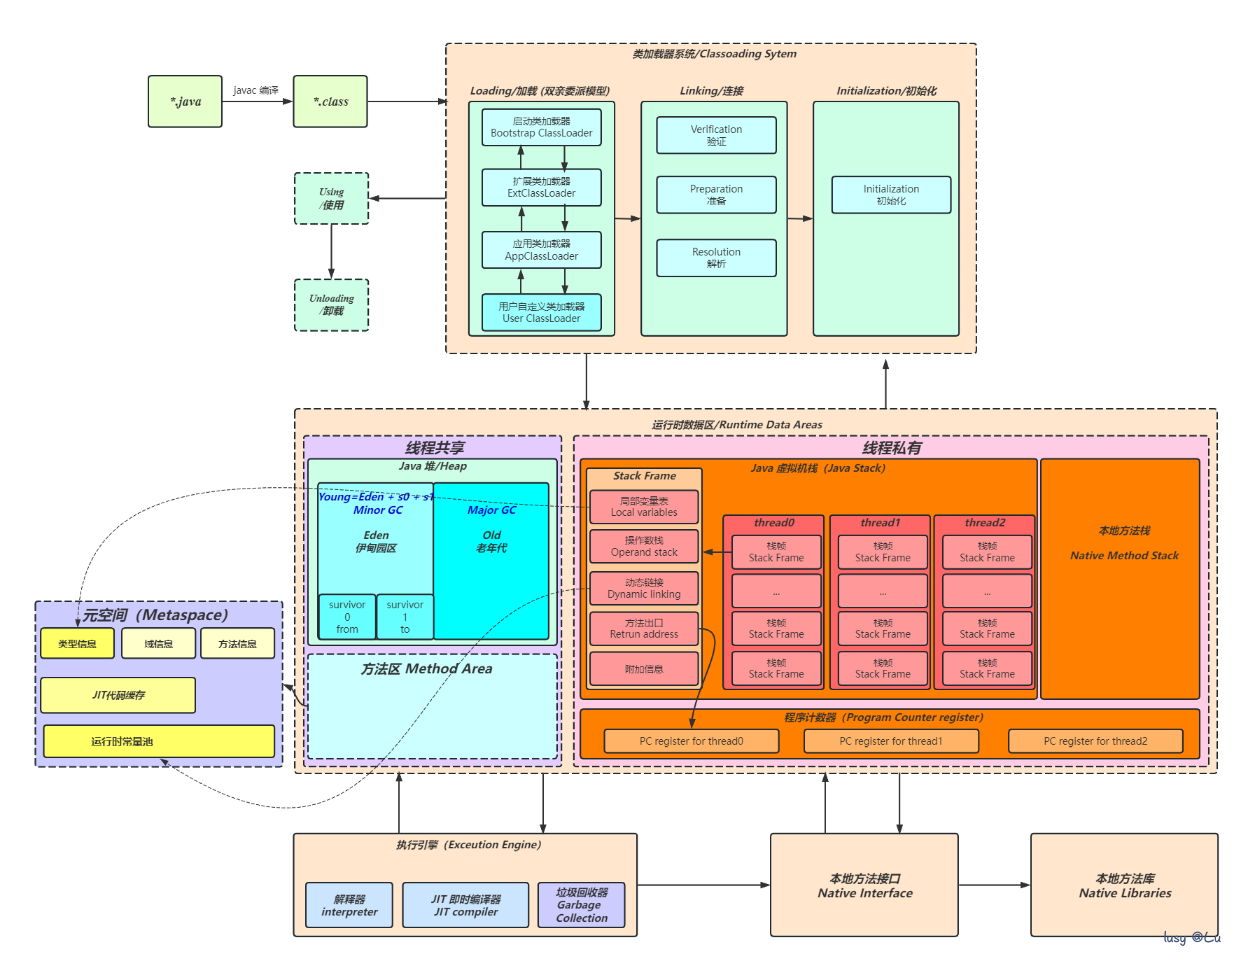 类加载器系统/Classoading Sytem
*.java
javac 编译
*.class
Loading/加载 (双亲委派模型)
启动类加载器
Bootstrap ClassLoader
扩展类加载器
ExtClassLoader
应用类加载器
AppClassLoader
用户自定义类加载器
User ClassLoader
Linking/连接
Verification
验证
Preparation
准备
Resolution
解析
Initialization/初始化
Initialization
初始化
Using
/使用
Unloading
/卸载
运行时数据区/Runtime Data Areas
线程共享
Java 堆/Heap
Young=Eden + s0 + s1
Minor GC
Eden
伊甸园区
survivor
0
from
survivor
1
to
Major GC
Old
老年代
方法区 Method Area
线程私有
Java 虚拟机栈（Java Stack）
Stack Frame
局部变量表
Local variables
操作数栈
Operand stack
动态链接
Dynamic linking
方法出口
Retrun address
附加信息
thread0
栈帧
Stack Frame
...
栈帧
Stack Frame
栈帧
Stack Frame
thread1
栈帧
Stack Frame
...
栈帧
Stack Frame
栈帧
Stack Frame
thread2
栈帧
Stack Frame
...
栈帧
Stack Frame
栈帧
Stack Frame
本地方法栈
Native Method Stack
程序计数器（Program Counter register）
PC register for thread0
PC register for thread1
PC register for thread2
元空间（Metaspace）
类型信息
域信息
方法信息
JIT代码缓存
运行时常量池
执行引擎（Exceution Engine）
解释器
interpreter
JIT 即时编译器
JIT compiler
垃圾回收器
Garbage
Collection
本地方法接口
Native Interface
本地方法库
Native Libraries
lusy @Lu